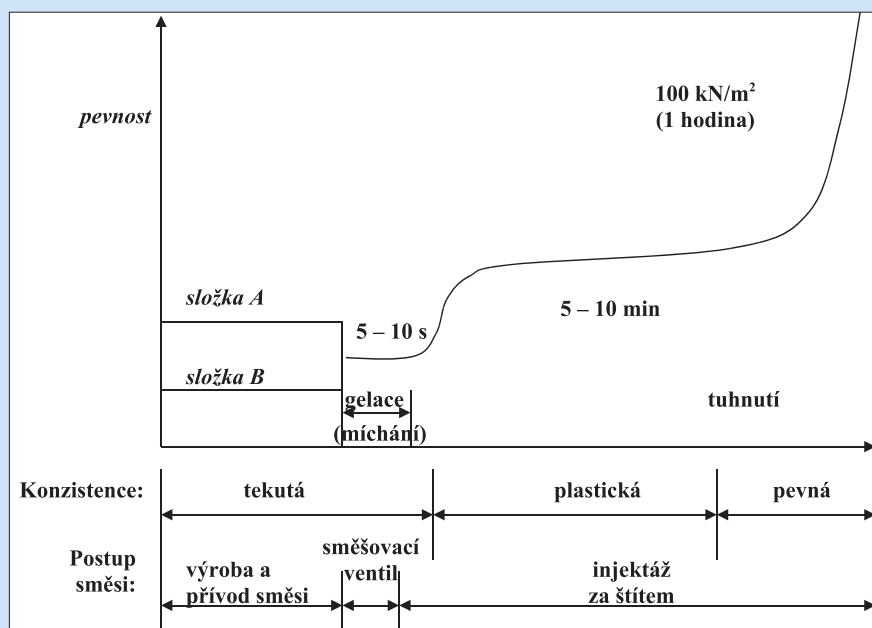 pevnost
100 kN/m²
(1 hodina)
složka A
5 – 10 s
5 – 10 min
složka B
gelace
(míchání)
tuhnutí
Konzistence:
tekutá
plastická
pevná
Postup
směsi:
výroba a
přívod směsi
směšovací
ventil
injektáž
za štítem